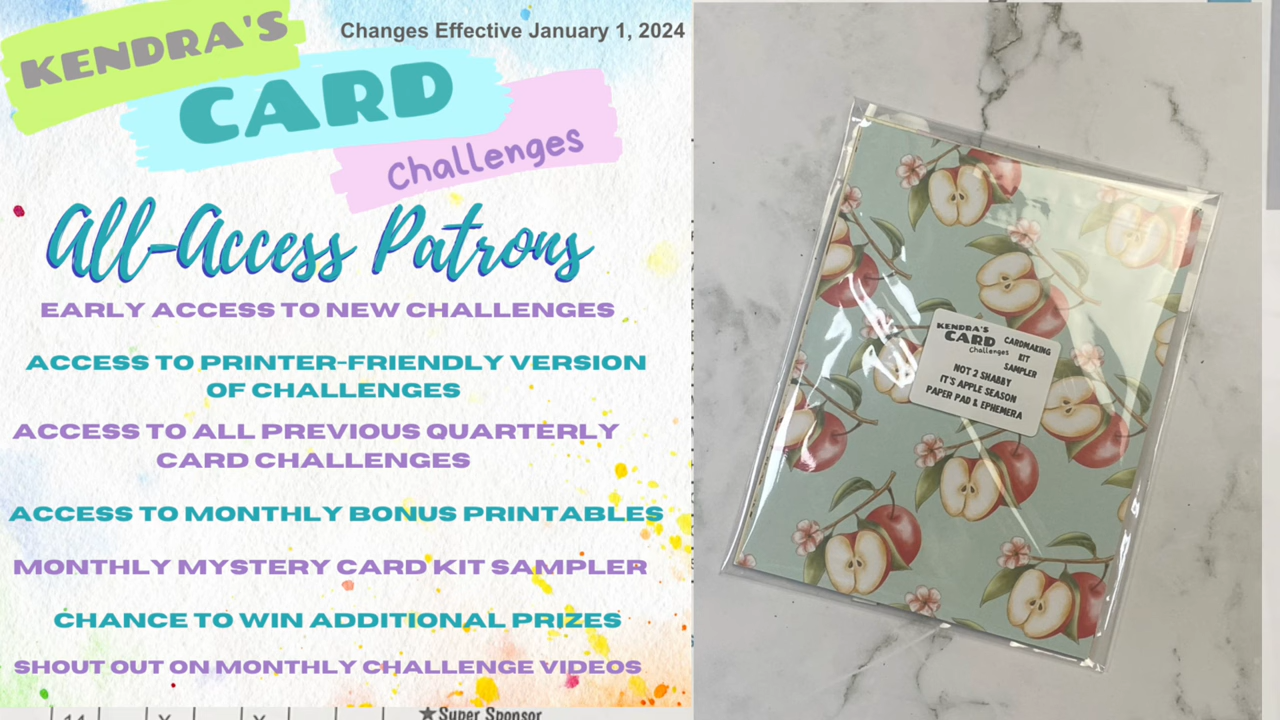 Changes Effective January 1, 2024
KENDRA'S
CARD
Challenges
All-Access Patrons
EARLY ACCESS TO NEW CHALLENGES
ACCESS TO PRINTER-FRIENDLY VERSION
OF CHALLENGES
ACCESS TO ALL PREVIOUS QUARTERLY
CARD CHALLENGES
ACCESS TO MONTHLY BONUS PRINTABLES
MONTHLY MYSTERY CARD KIT SAMPLER
CHANCE TO WIN ADDITIONAL PRIZES
SHOUT OUT ON MONTHLY CHALLENGE VIDEOS
Super Sponsor
KENDRA'S
CARD
Challenges
CARDMAKING
KIT
SAMPLER
NOT 2 SHABBY
IT'S APPLE SEASON
PAPER PAD & EPHEMERA